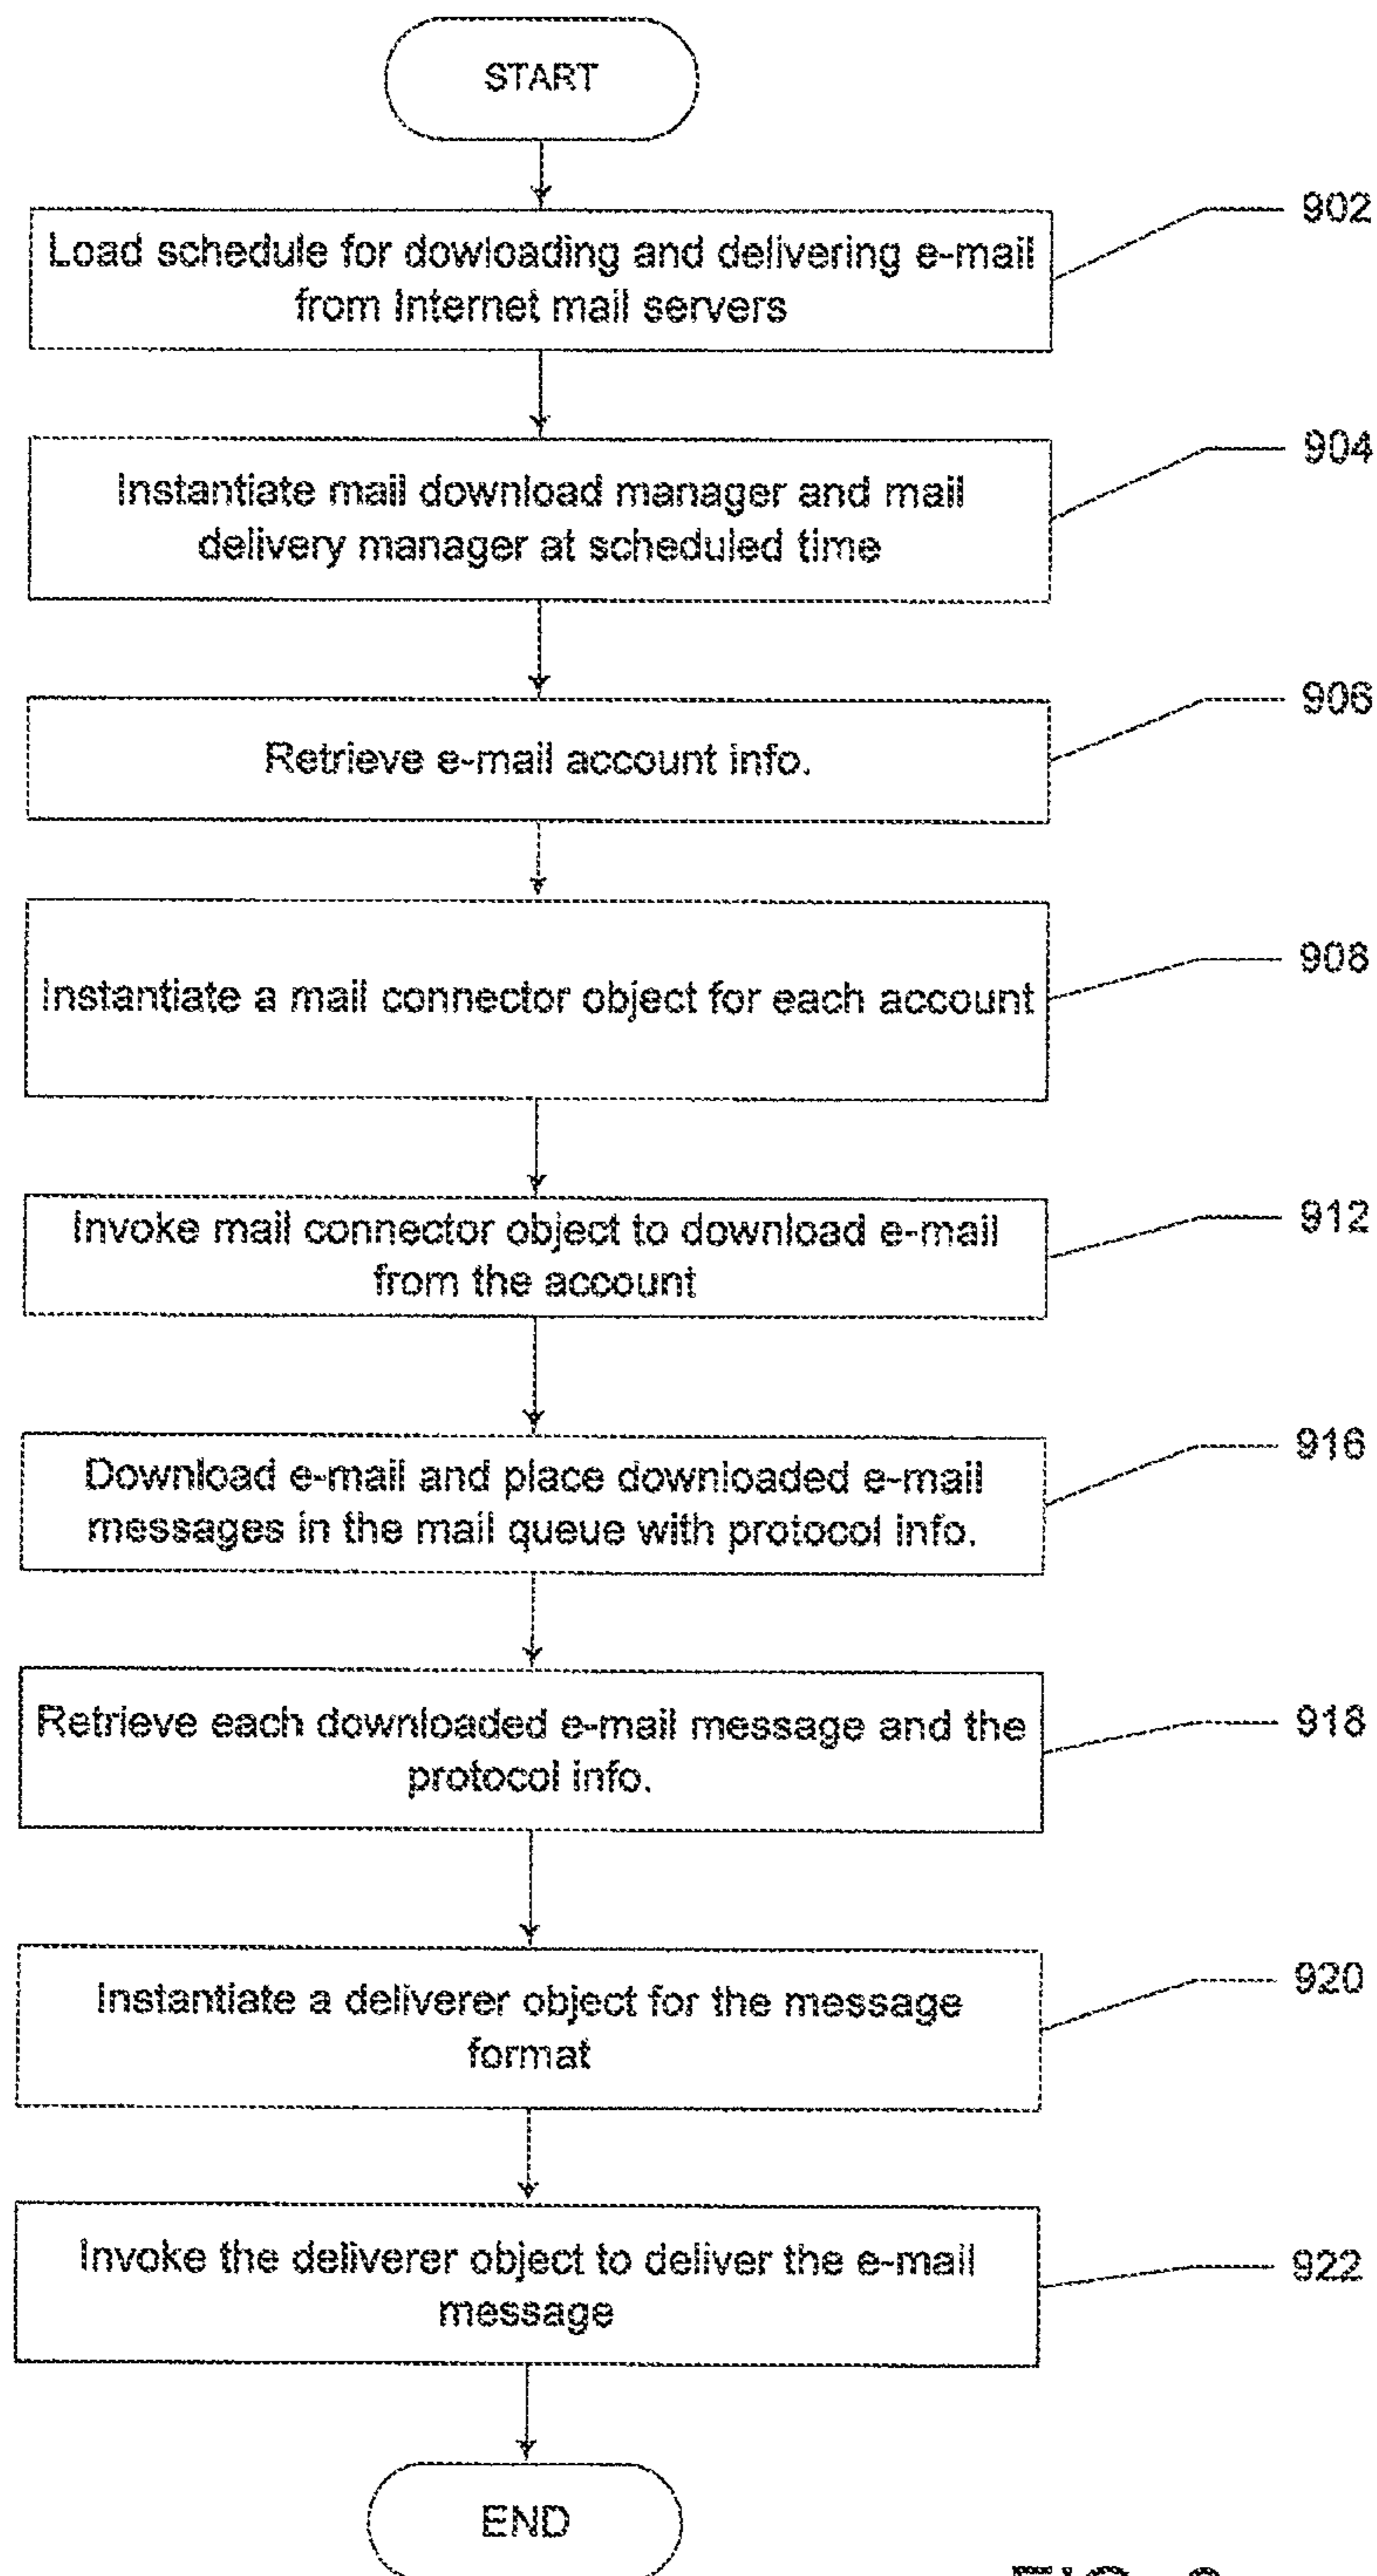 START
Load schedule for dowloading and delivering e-mail
from Internet mail servers
902
Instantiate mail download manager and mail
delivery manager at scheduled time
904
Retrieve e-mail account info.
906
Instantiate a mail connector object for each account
908
Invoke mail connector object to download e-mail
from the account
912
Download e-mail and place downloaded e-mail
messages in the mail queue with protocol info.
916
Retrieve each downloaded e-mail message and the
protocol info.
918
Instantiate a deliverer object for the message
format
920
Invoke the deliverer object to deliver the e-mail
message
922
END